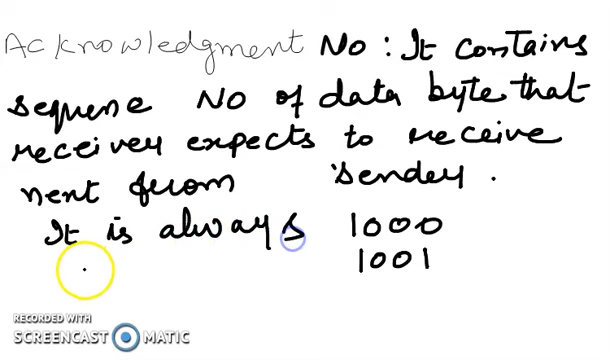 Acknowledgment No : It contains
sequence No of data byte that
receiver expects to receive
next from sender .
It is always 1000
1001
RECORDED WITH
SCREENCAST MATIC